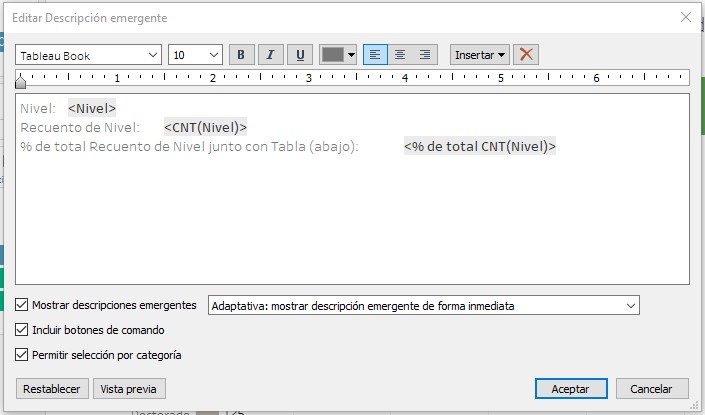 Editar Descripción emergente
Tableau Book 10 B I U Insertar
1 2 3 4 5 6
Nivel: <Nivel>
Recuento de Nivel: <CNT(Nivel)>
% de total Recuento de Nivel junto con Tabla (abajo): <% de total CNT(Nivel)>
Mostrar descripciones emergentes Adaptativa: mostrar descripción emergente de forma inmediata
Incluir botones de comando
Permitir selección por categoría
Restablecer Vista previa Aceptar Cancelar